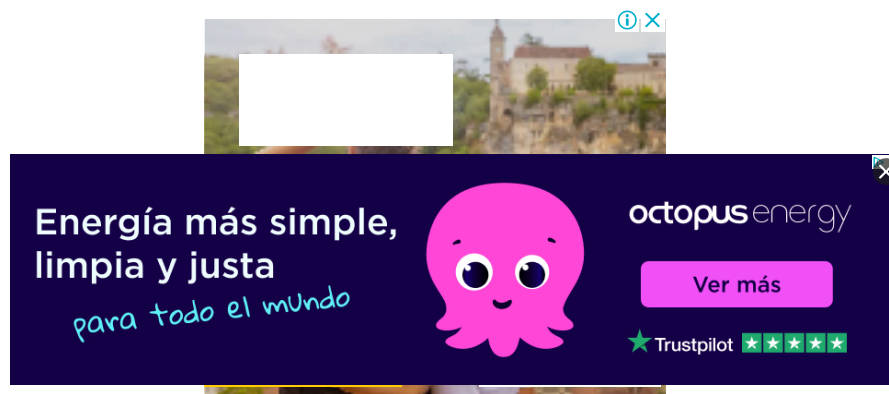 Energía más simple,
limpia y justa
para todo el mundo
octopus energy
Ver más
Trustpilot